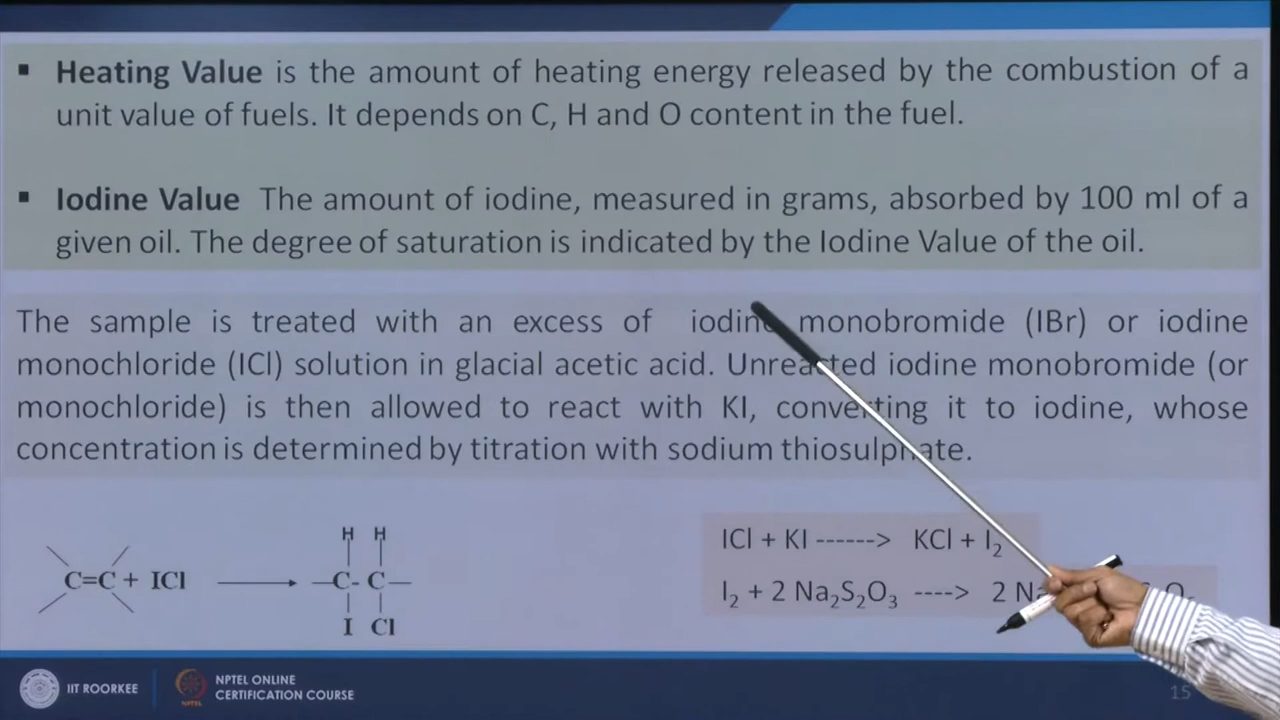 ▪ Heating Value is the amount of heating energy released by the combustion of a
unit value of fuels. It depends on C, H and O content in the fuel.
▪ Iodine Value The amount of iodine, measured in grams, absorbed by 100 ml of a
given oil. The degree of saturation is indicated by the Iodine Value of the oil.
The sample is treated with an excess of iodine monobromide (IBr) or iodine
monochloride (ICl) solution in glacial acetic acid. Unreacted iodine monobromide (or
monochloride) is then allowed to react with KI, converting it to iodine, whose
concentration is determined by titration with sodium thiosulphate.
H H
C=C + ICl —C- C—
I Cl
ICl + KI ------> KCl + I₂
I₂ + 2 Na₂S₂O₃ ----> 2
IIT ROORKEE
NPTEL ONLINE
CERTIFICATION COURSE
NPTEL
15